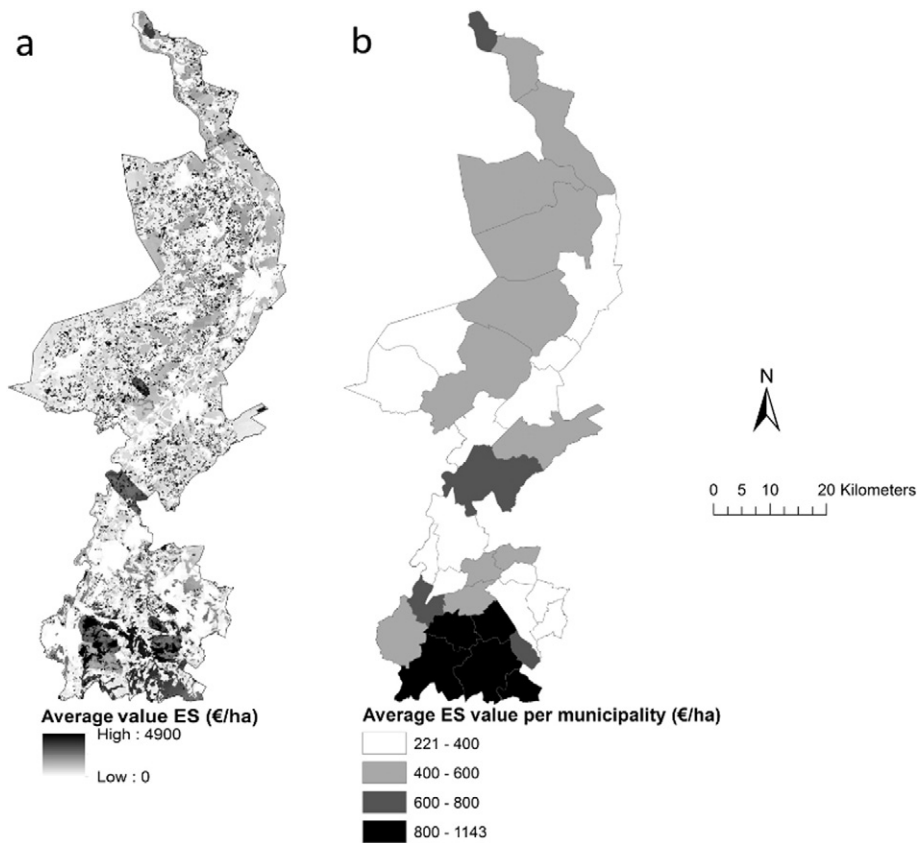 a
b
N
0 5 10 20 Kilometers
Average value ES (€/ha)
High : 4900
Low : 0
Average ES value per municipality (€/ha)
221 - 400
400 - 600
600 - 800
800 - 1143